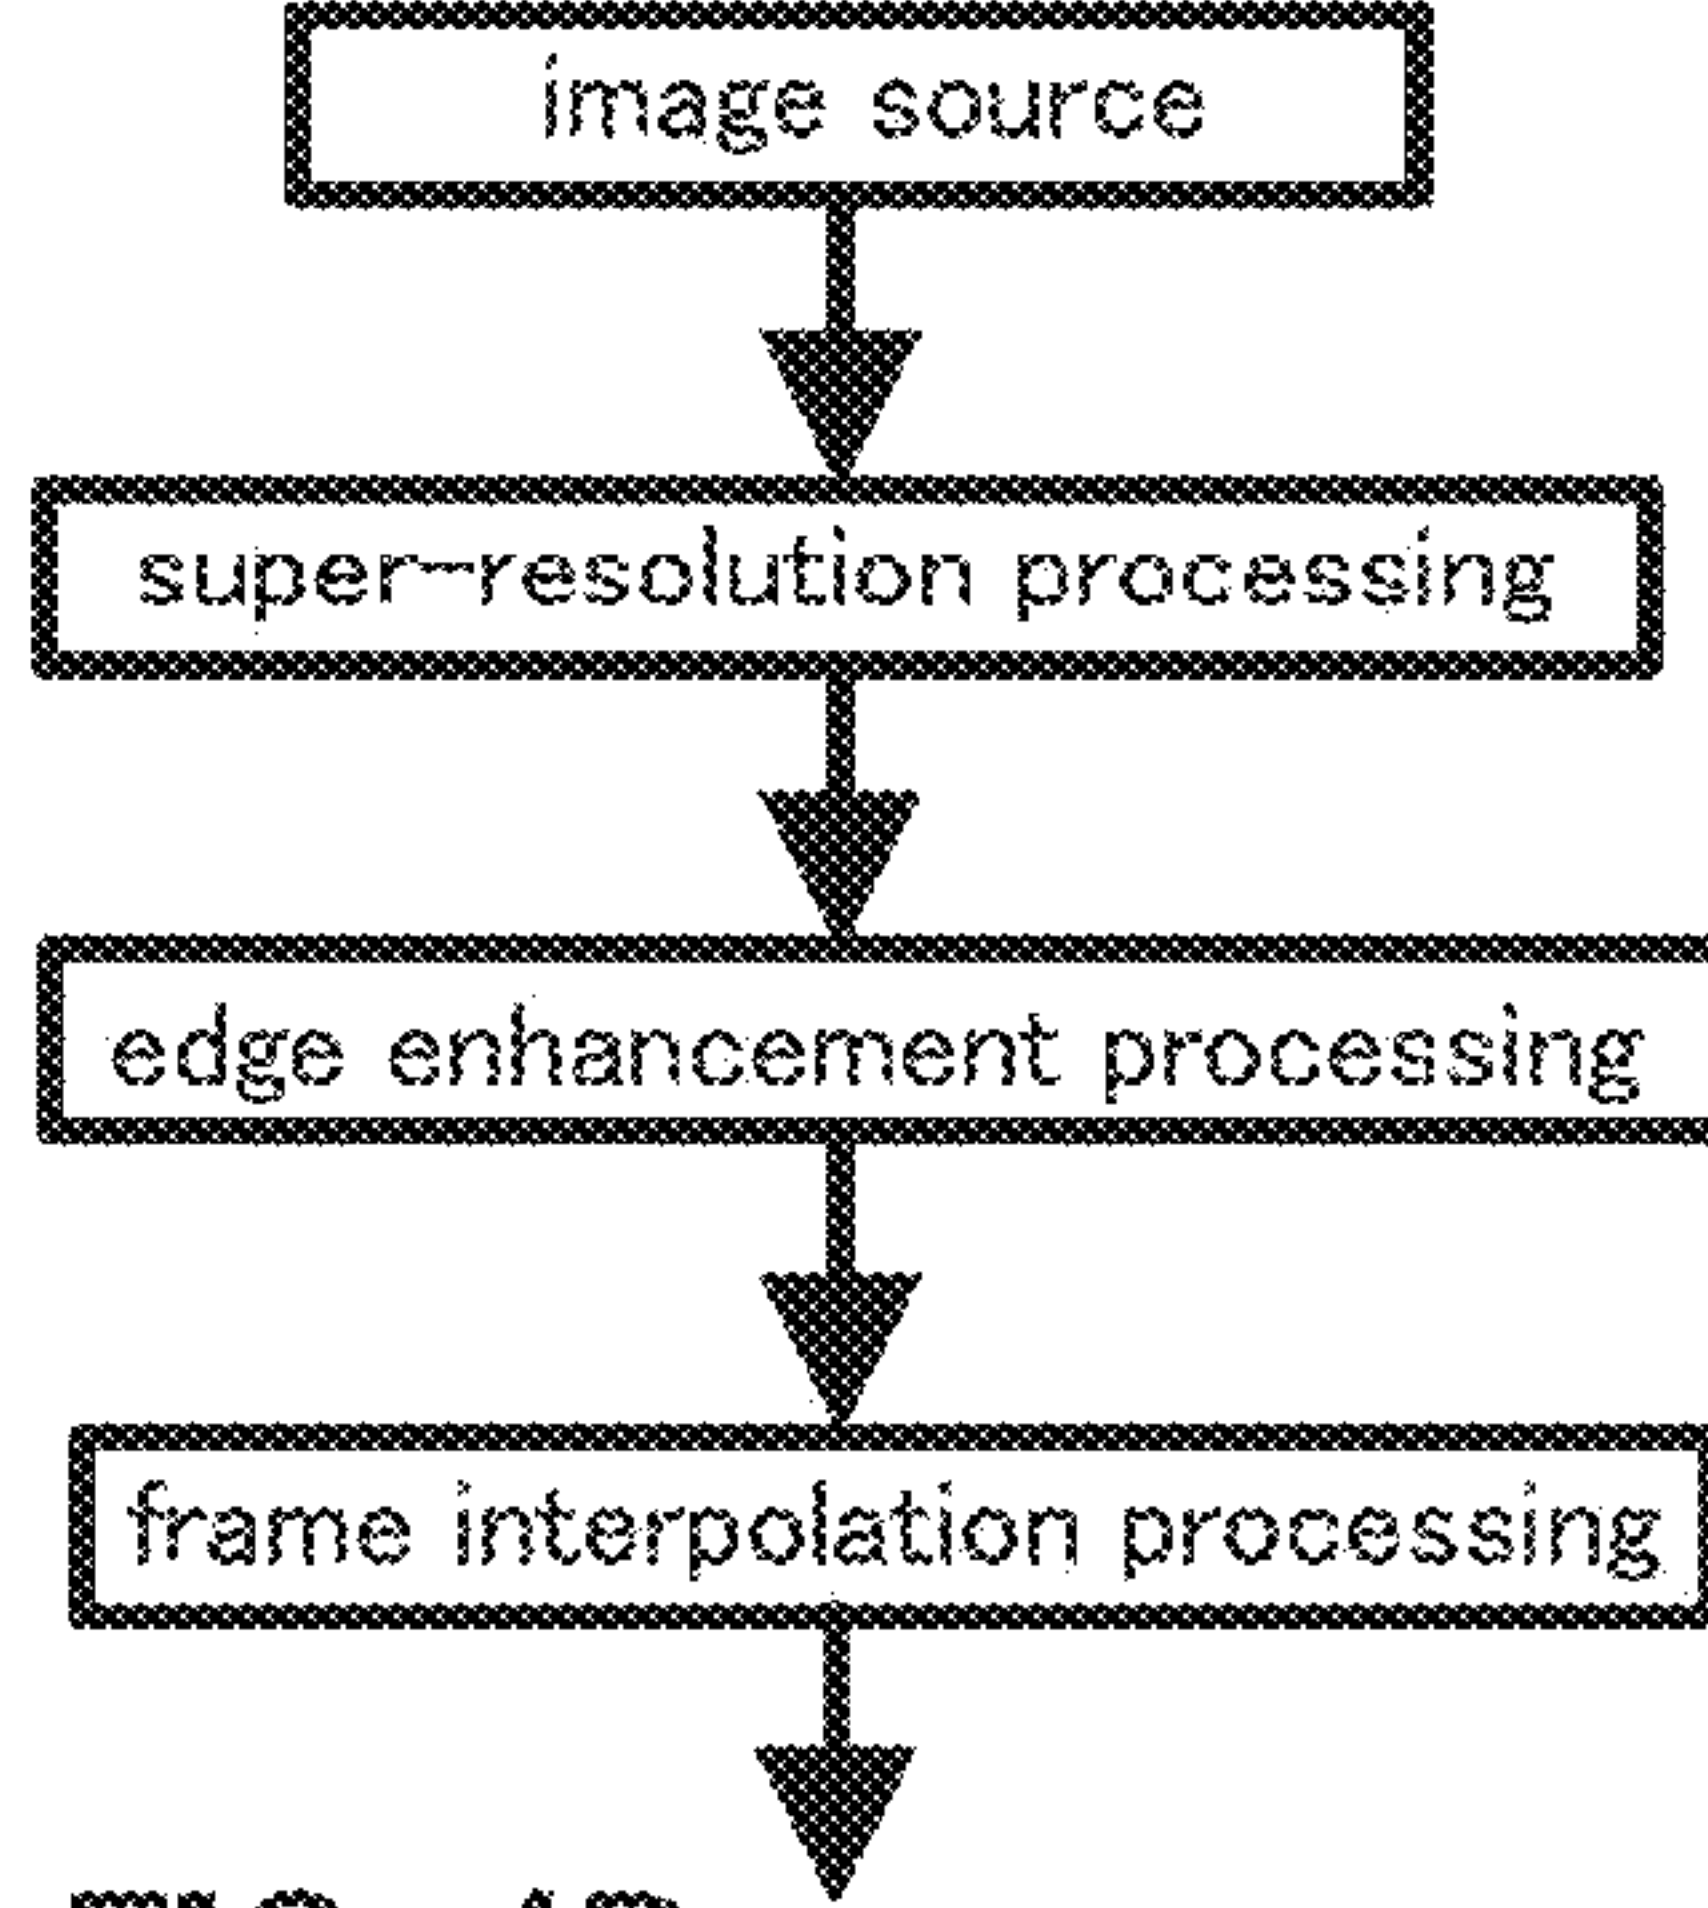 image source
super-resolution processing
edge enhancement processing
frame interpolation processing